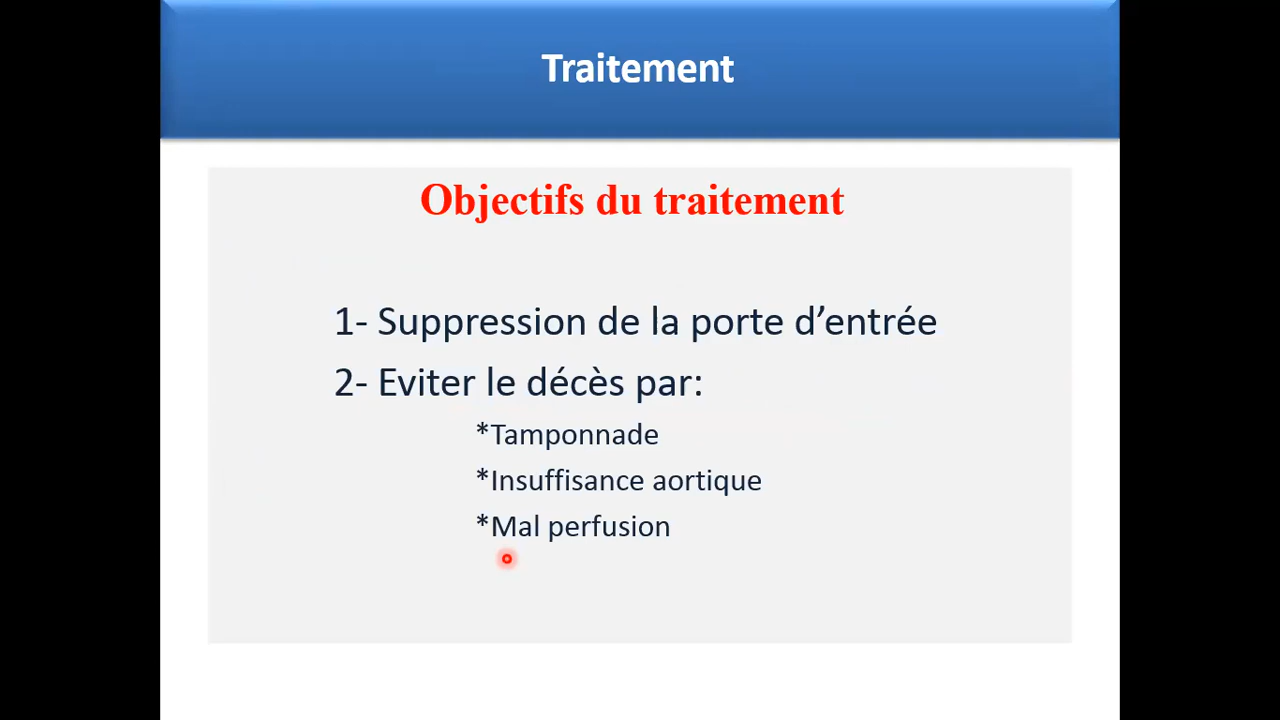 Traitement
Objectifs du traitement
1- Suppression de la porte d’entrée
2- Eviter le décès par:
*Tamponnade
*Insuffisance aortique
*Mal perfusion